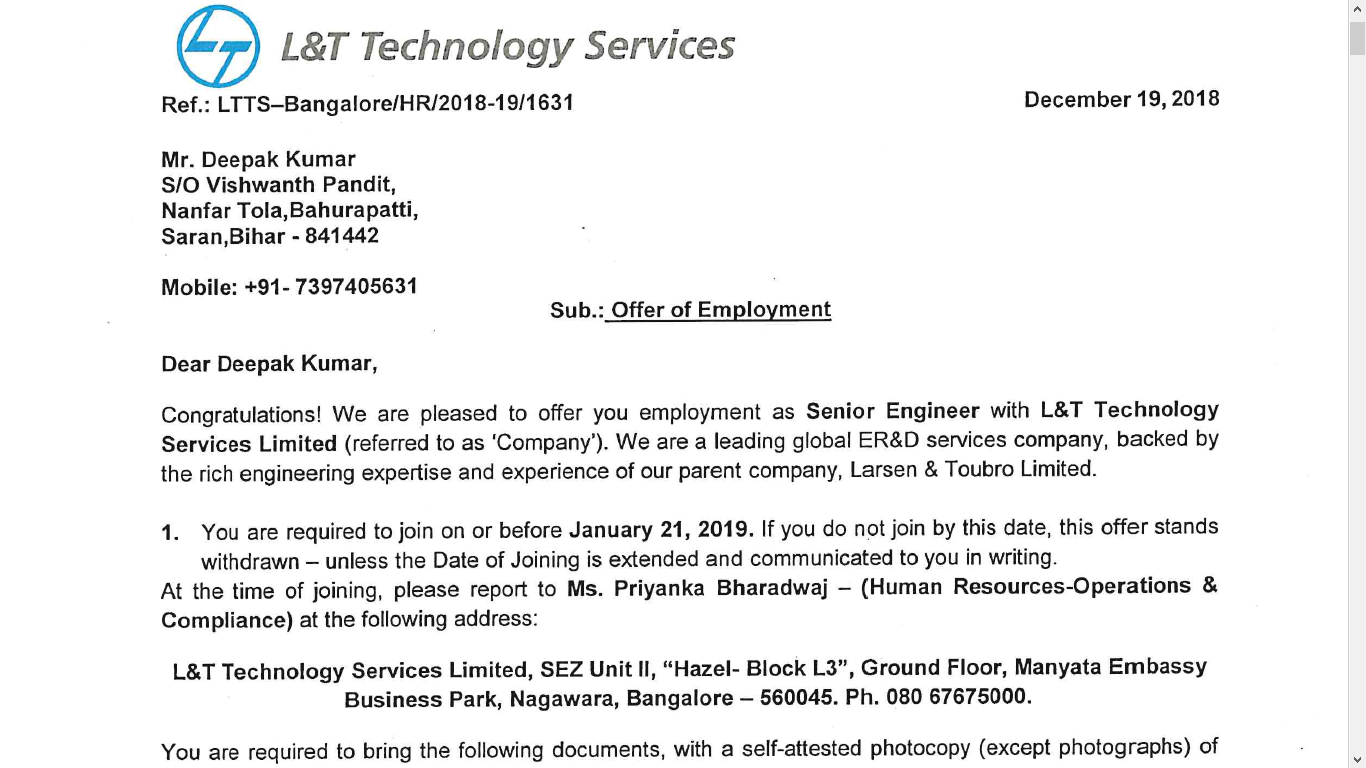 L&T Technology Services
Ref.: LTTS–Bangalore/HR/2018-19/1631
December 19, 2018
Mr. Deepak Kumar
S/O Vishwanth Pandit,
Nanfar Tola,Bahurapatti,
Saran,Bihar - 841442
Mobile: +91- 7397405631
Sub.: Offer of Employment
Dear Deepak Kumar,
Congratulations! We are pleased to offer you employment as Senior Engineer with L&T Technology
Services Limited (referred to as 'Company'). We are a leading global ER&D services company, backed by
the rich engineering expertise and experience of our parent company, Larsen & Toubro Limited.
1. You are required to join on or before January 21, 2019. If you do not join by this date, this offer stands
withdrawn – unless the Date of Joining is extended and communicated to you in writing.
At the time of joining, please report to Ms. Priyanka Bharadwaj – (Human Resources-Operations &
Compliance) at the following address:
L&T Technology Services Limited, SEZ Unit II, “Hazel- Block L3”, Ground Floor, Manyata Embassy
Business Park, Nagawara, Bangalore – 560045. Ph. 080 67675000.
You are required to bring the following documents, with a self-attested photocopy (except photographs) of